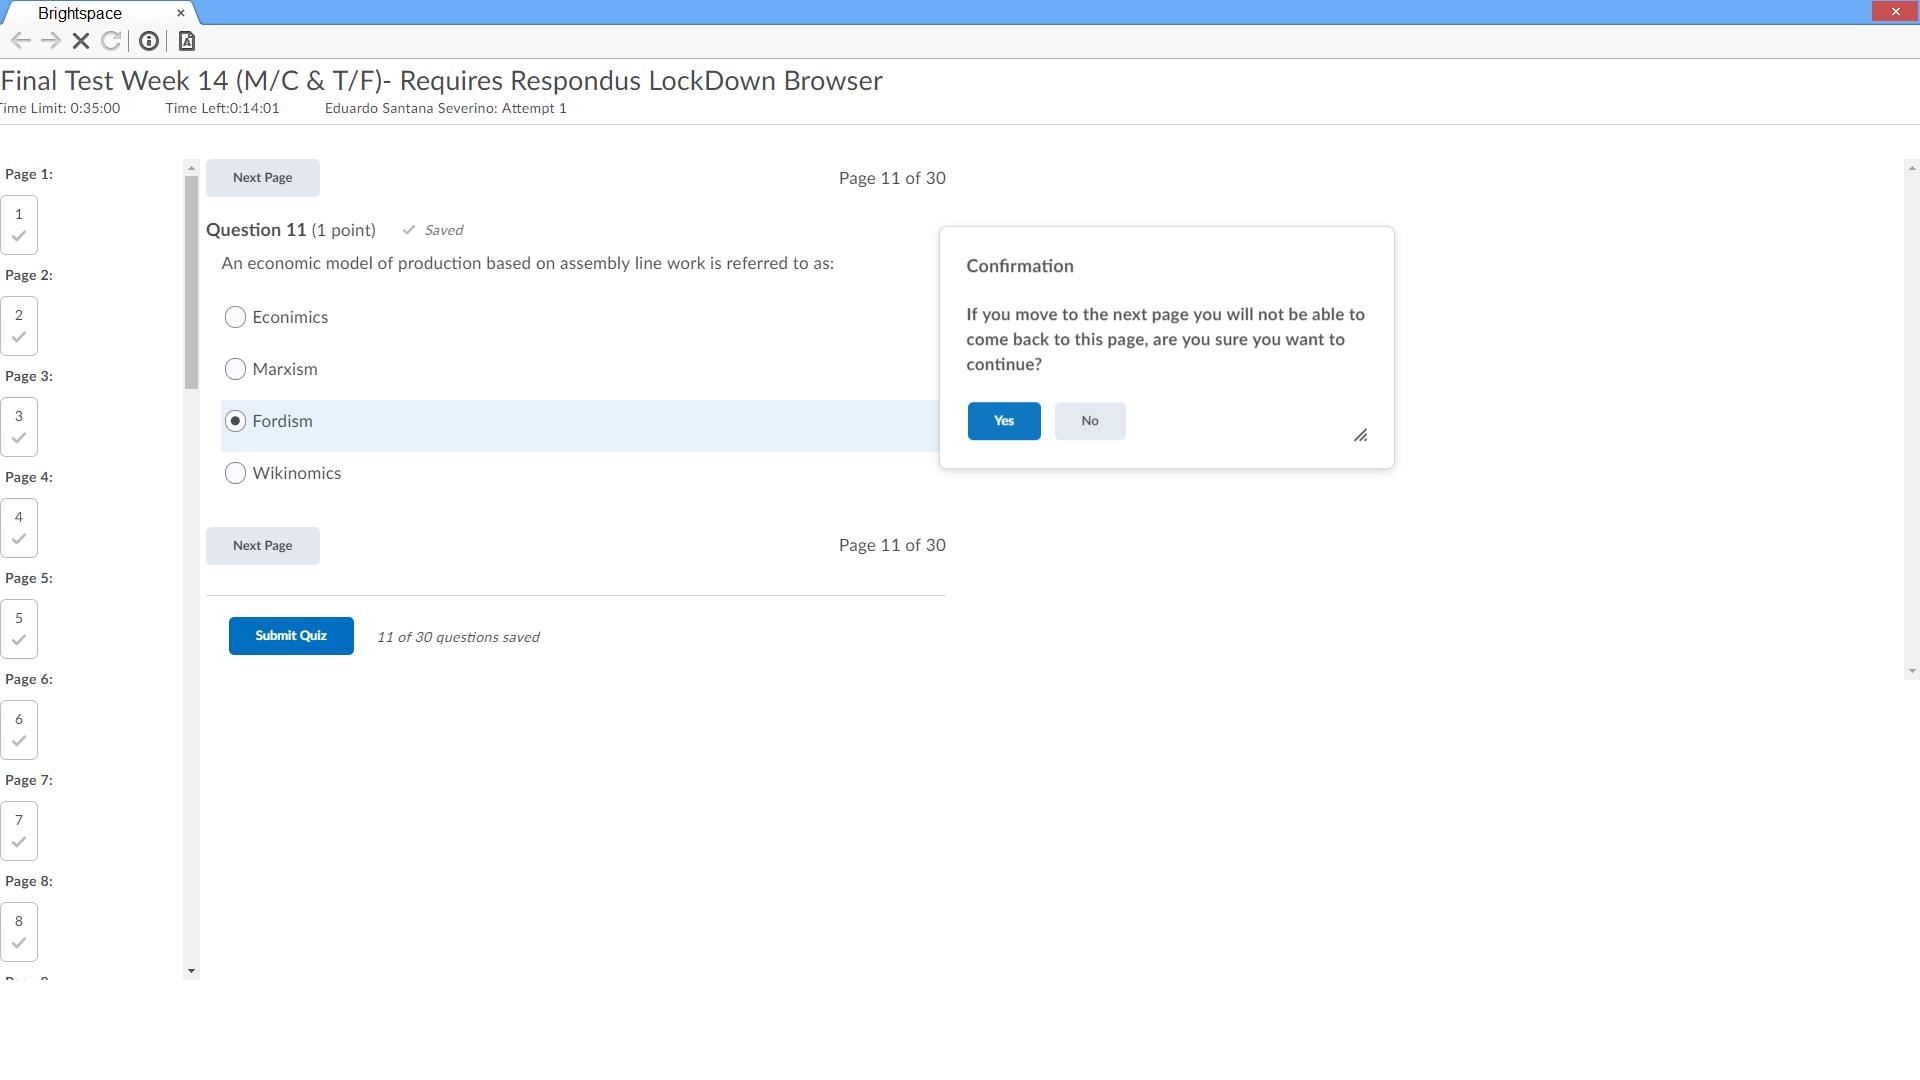 Brightspace
Final Test Week 14 (M/C & T/F)- Requires Respondus LockDown Browser
Time Limit: 0:35:00 Time Left:0:14:01 Eduardo Santana Severino: Attempt 1
Page 1:
1
Page 2:
2
Page 3:
3
Page 4:
4
Page 5:
5
Page 6:
6
Page 7:
7
Page 8:
8
Next Page Page 11 of 30
Question 11 (1 point) Saved
An economic model of production based on assembly line work is referred to as:
Econimics
Marxism
Fordism
Wikinomics
Next Page Page 11 of 30
Submit Quiz 11 of 30 questions saved
Confirmation
If you move to the next page you will not be able to
come back to this page, are you sure you want to
continue?
Yes No